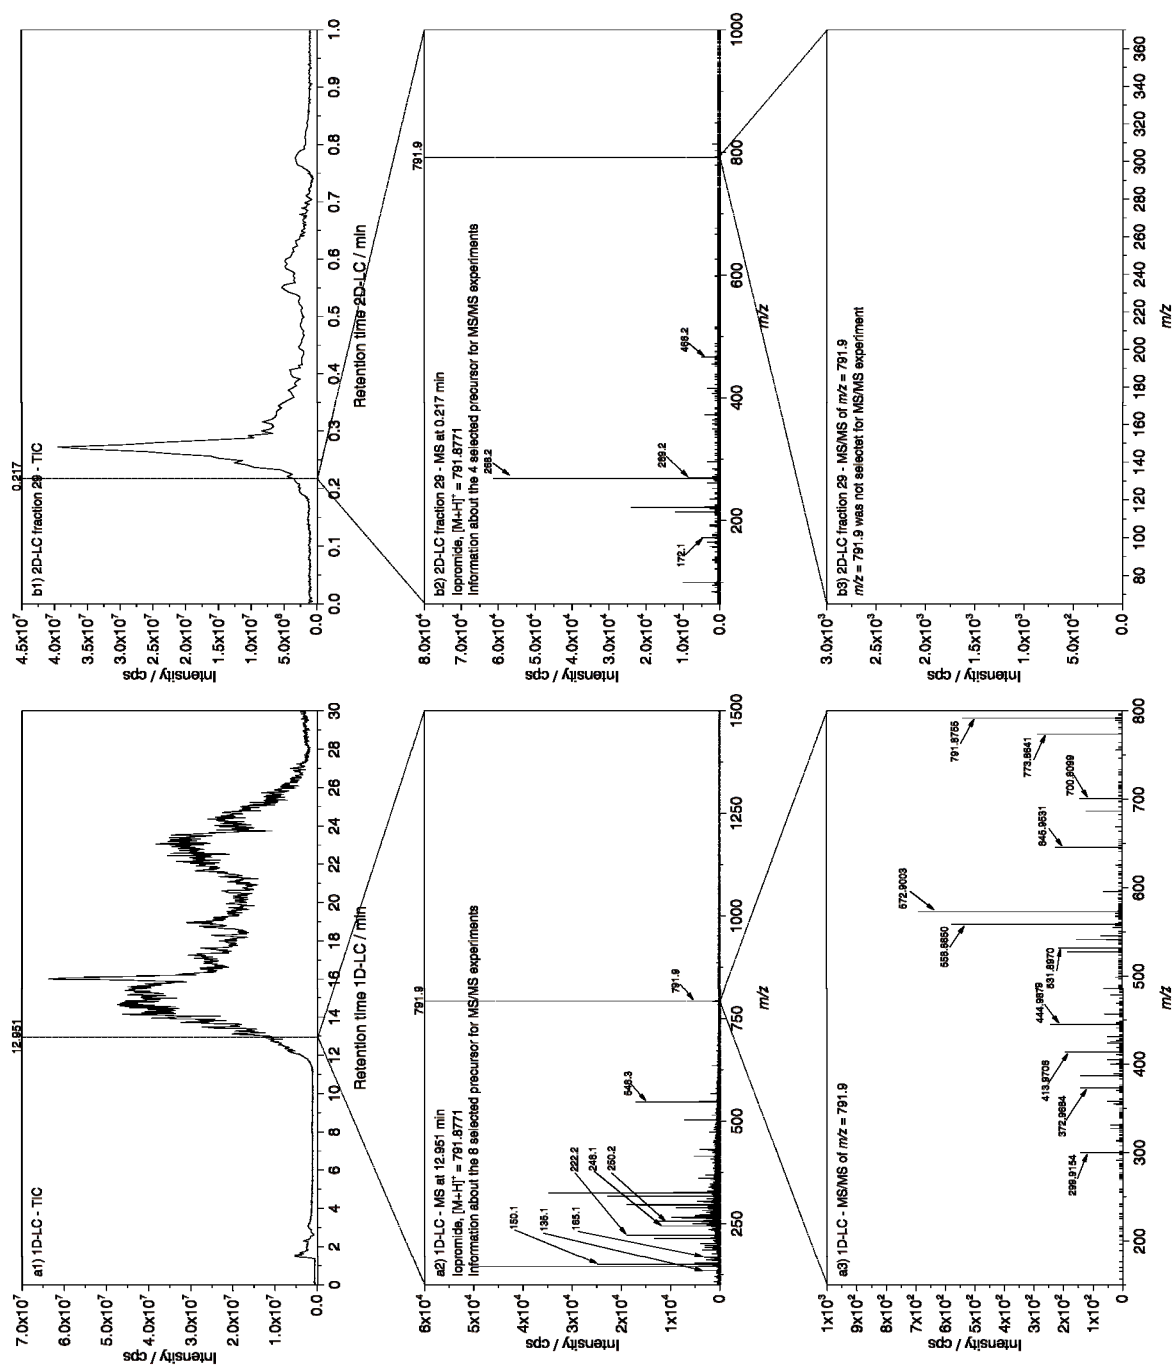 a1) 1D-LC - TIC
12.951
7.0x10⁷
6.0x10⁷
5.0x10⁷
4.0x10⁷
3.0x10⁷
2.0x10⁷
1.0x10⁷
0.0
Intensity / cps
0 2 4 6 8 10 12 14 16 18 20 22 24 26 28 30
Retention time 1D-LC / min
b1) 2D-LC fraction 29 - TIC
0.217
4.5x10⁷
4.0x10⁷
3.5x10⁷
3.0x10⁷
2.5x10⁷
2.0x10⁷
1.5x10⁷
1.0x10⁷
5.0x10⁶
0.0
Intensity / cps
0.0 0.1 0.2 0.3 0.4 0.5 0.6 0.7 0.8 0.9 1.0
Retention time 2D-LC / min
a2) 1D-LC - MS at 12.951 min
Iopromide, [M+H]⁺ = 791.8771
Information about the 8 selected precursor for MS/MS experiments
791.9
150.1
135.1
165.1
222.2
248.1
250.2
548.3
791.9
6x10⁴
5x10⁴
4x10⁴
3x10⁴
2x10⁴
1x10⁴
0
Intensity / cps
250 500 750 1000 1250 1500
m/z
b2) 2D-LC fraction 29 - MS at 0.217 min
Iopromide, [M+H]⁺ = 791.8771
Information about the 4 selected precursor for MS/MS experiments
791.9
172.1
268.2
269.2
466.2
8.0x10⁴
7.0x10⁴
6.0x10⁴
5.0x10⁴
4.0x10⁴
3.0x10⁴
2.0x10⁴
1.0x10⁴
0.0
Intensity / cps
200 400 600 800 1000
m/z
a3) 1D-LC - MS/MS of m/z = 791.9
299.9154
372.9684
413.9708
444.9879
531.8970
558.8850
572.9003
645.9531
700.8099
773.8641
791.8755
1x10³
9x10²
8x10²
7x10²
6x10²
5x10²
4x10²
3x10²
2x10²
1x10²
0
Intensity / cps
200 300 400 500 600 700 800
m/z
b3) 2D-LC fraction 29 - MS/MS of m/z = 791.9
m/z = 791.9 was not selectet for MS/MS experiment
3.0x10³
2.5x10³
2.0x10³
1.5x10³
1.0x10³
5.0x10²
0.0
Intensity / cps
80 100 120 140 160 180 200 220 240 260 280 300 320 340 360
m/z